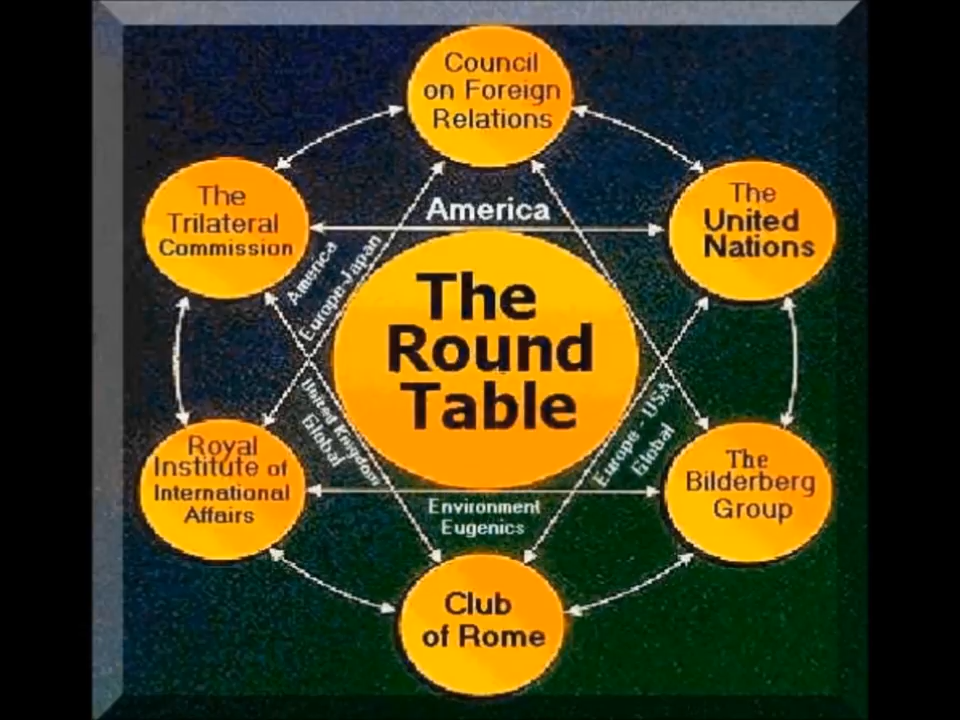 Council
on Foreign
Relations
The
Trilateral
Commission
The
United
Nations
America
America
Europe-Japan
The
Round
Table
United Kingdom
Global
Europe - USA
Global
Royal
Institute of
International
Affairs
The
Bilderberg
Group
Environment
Eugenics
Club
of Rome